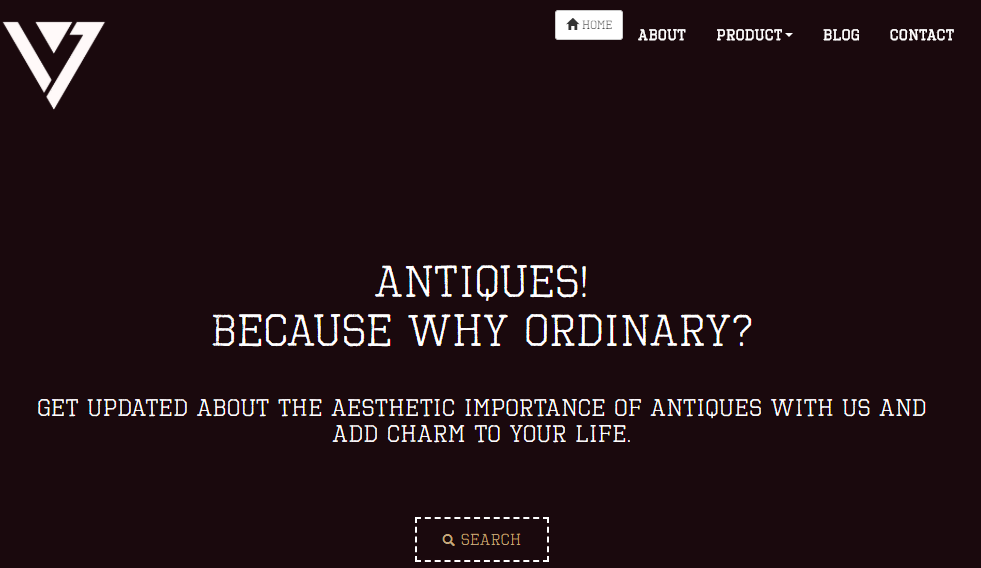 HOME ABOUT PRODUCT BLOG CONTACT
ANTIQUES!
BECAUSE WHY ORDINARY?
GET UPDATED ABOUT THE AESTHETIC IMPORTANCE OF ANTIQUES WITH US AND
ADD CHARM TO YOUR LIFE.
SEARCH